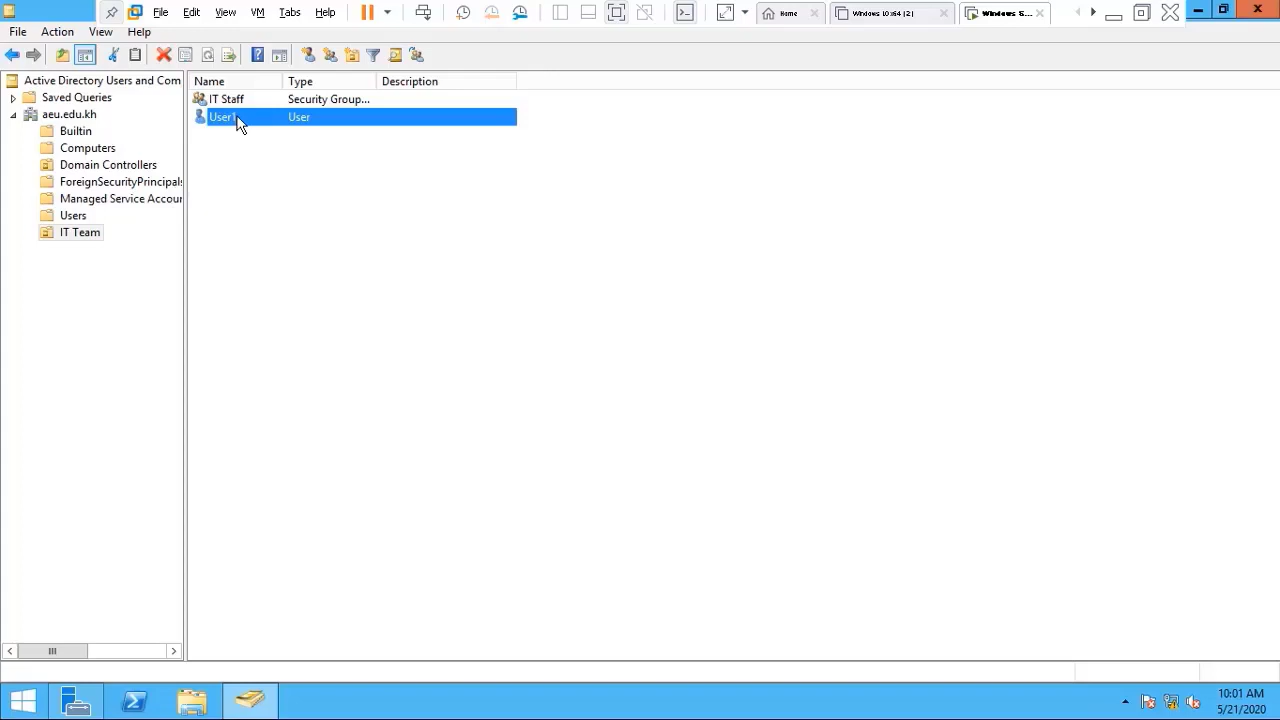 File Edit View VM Tabs Help
Home
Windows 10 x64 (2)
Windows S...
File Action View Help
Active Directory Users and Com
Saved Queries
aeu.edu.kh
Builtin
Computers
Domain Controllers
ForeignSecurityPrincipals
Managed Service Accou
Users
IT Team
Name Type Description
IT Staff Security Group...
User1 User
10:01 AM
5/21/2020